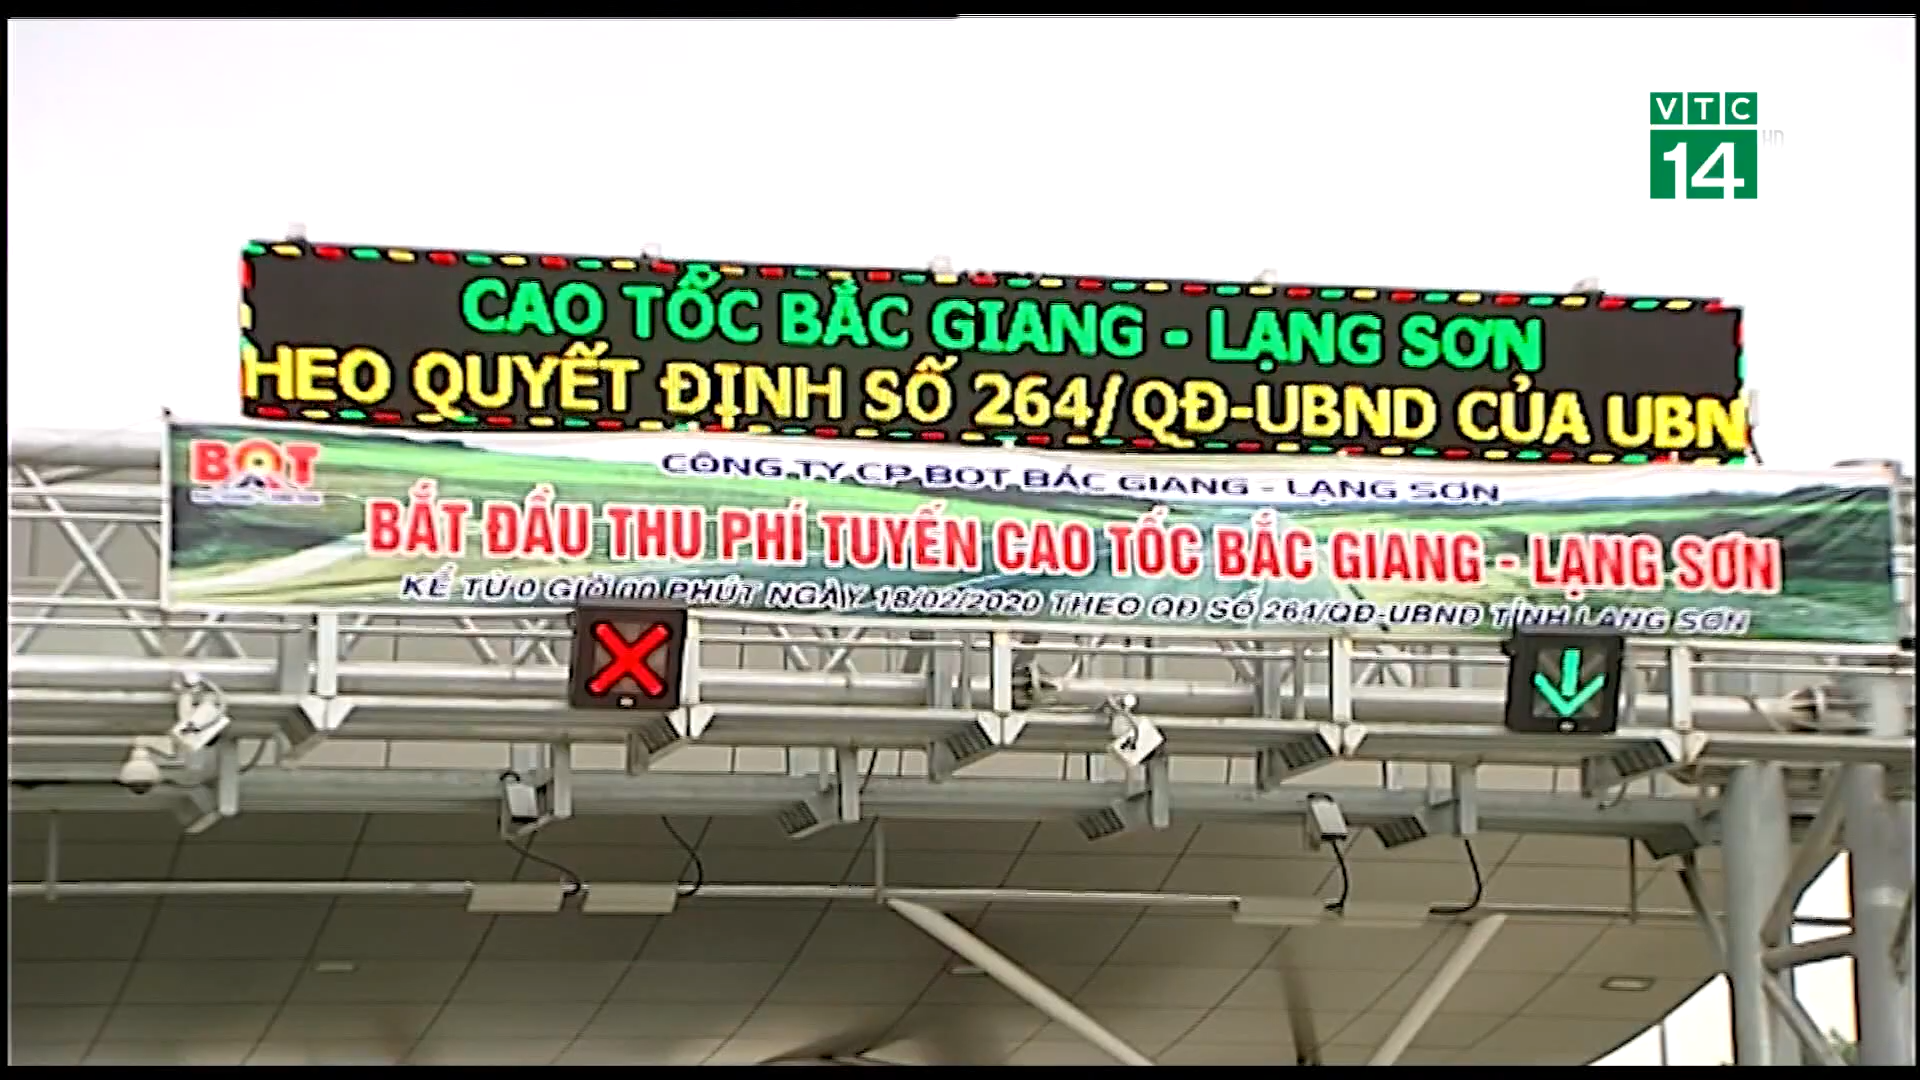 VTC
14
CAO TỐC BẮC GIANG - LẠNG SƠN
HEO QUYẾT ĐỊNH SỐ 264/QĐ-UBND CỦA UBN
BOT
CÔNG TY CP BOT BẮC GIANG - LẠNG SƠN
BẮT ĐẦU THU PHÍ TUYẾN CAO TỐC BẮC GIANG - LẠNG SƠN
KỂ TỪ 0 GIỜ 00 PHÚT NGÀY 18/02/2020 THEO QĐ SỐ 264/QĐ-UBND TỈNH LẠNG SƠN